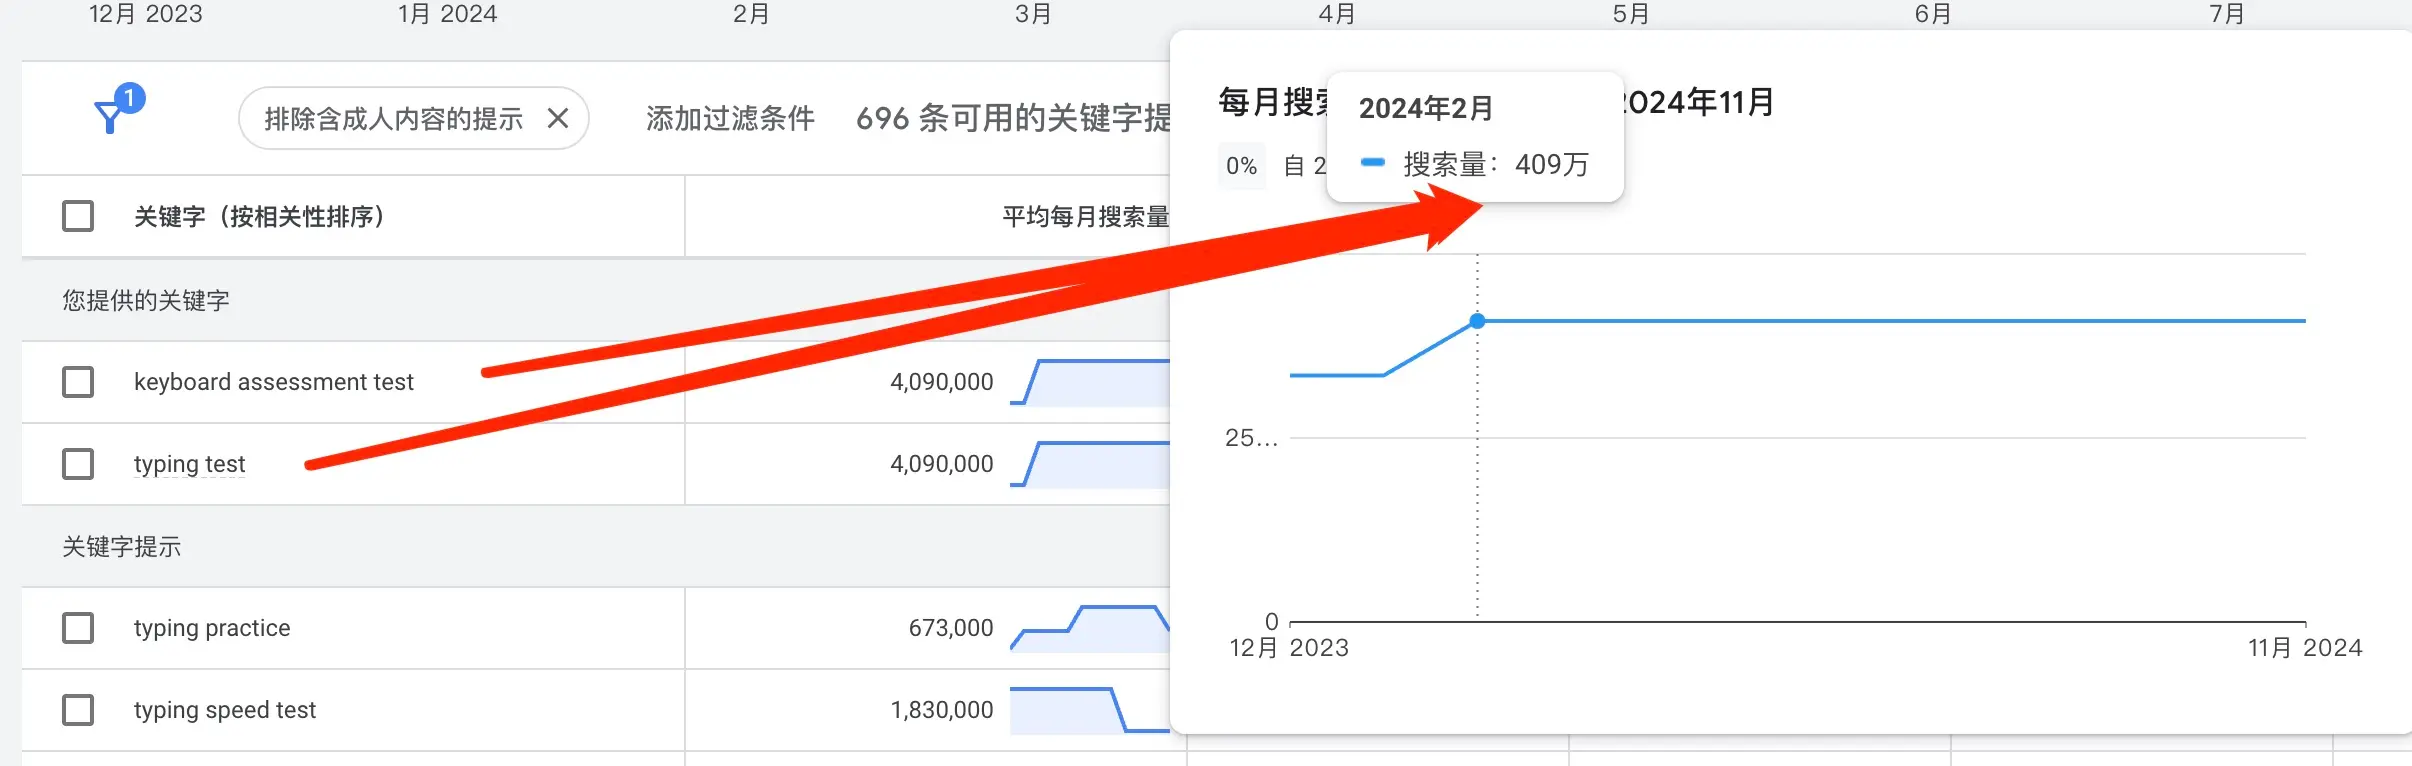 12月 2023
1月 2024
2月
3月
4月
5月
6月
7月
1
排除含成人内容的提示
添加过滤条件
696 条可用的关键字提
每月搜
2024年11月
2024年2月
0%
自 2
搜索量：409万
关键字（按相关性排序）
平均每月搜索量
您提供的关键字
keyboard assessment test
4,090,000
typing test
4,090,000
25...
关键字提示
0
12月 2023
11月 2024
typing practice
673,000
typing speed test
1,830,000